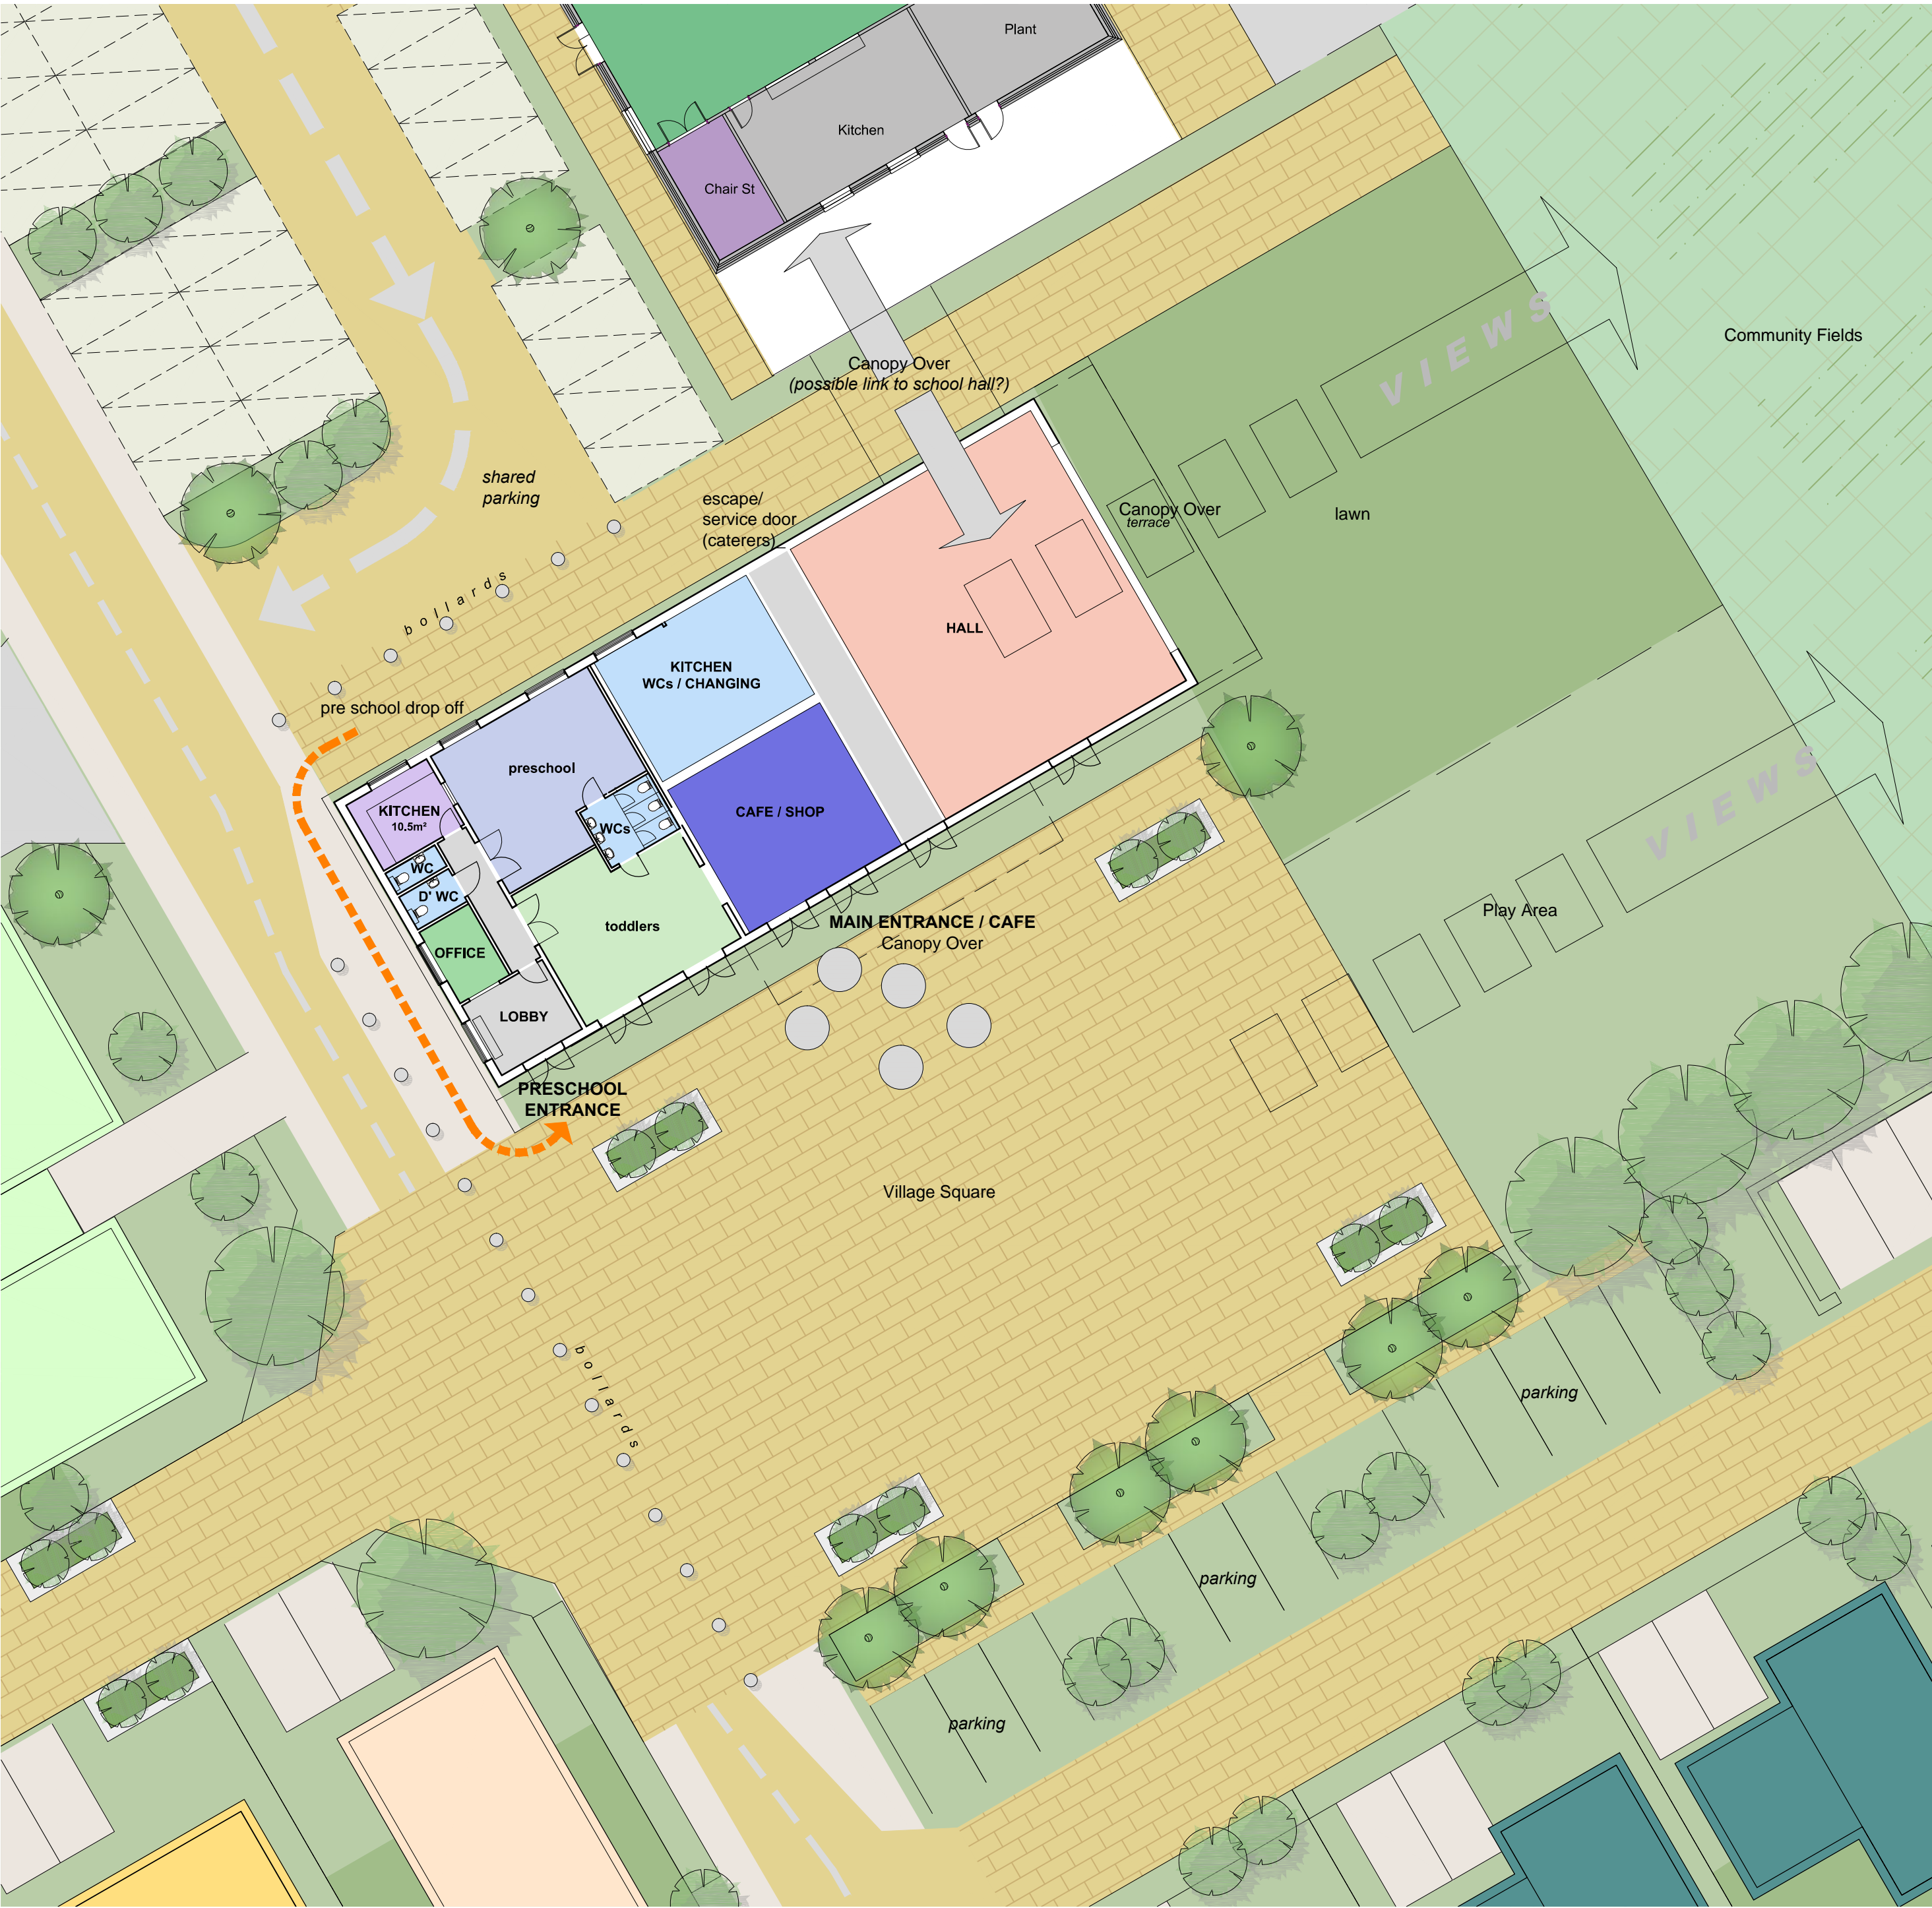 Plant
Kitchen
Chair St
Community Fields
VIEWS
Canopy Over
(possible link to school hall?)
shared
parking
escape/
service door
(caterers)
Canopy Over
terrace
lawn
bollards
HALL
KITCHEN
WCs / CHANGING
pre school drop off
preschool
VIEWS
KITCHEN
10.5m²
CAFE / SHOP
WCs
WC
D' WC
Play Area
toddlers
MAIN ENTRANCE / CAFE
Canopy Over
OFFICE
LOBBY
PRESCHOOL
ENTRANCE
Village Square
bollards
parking
parking
parking